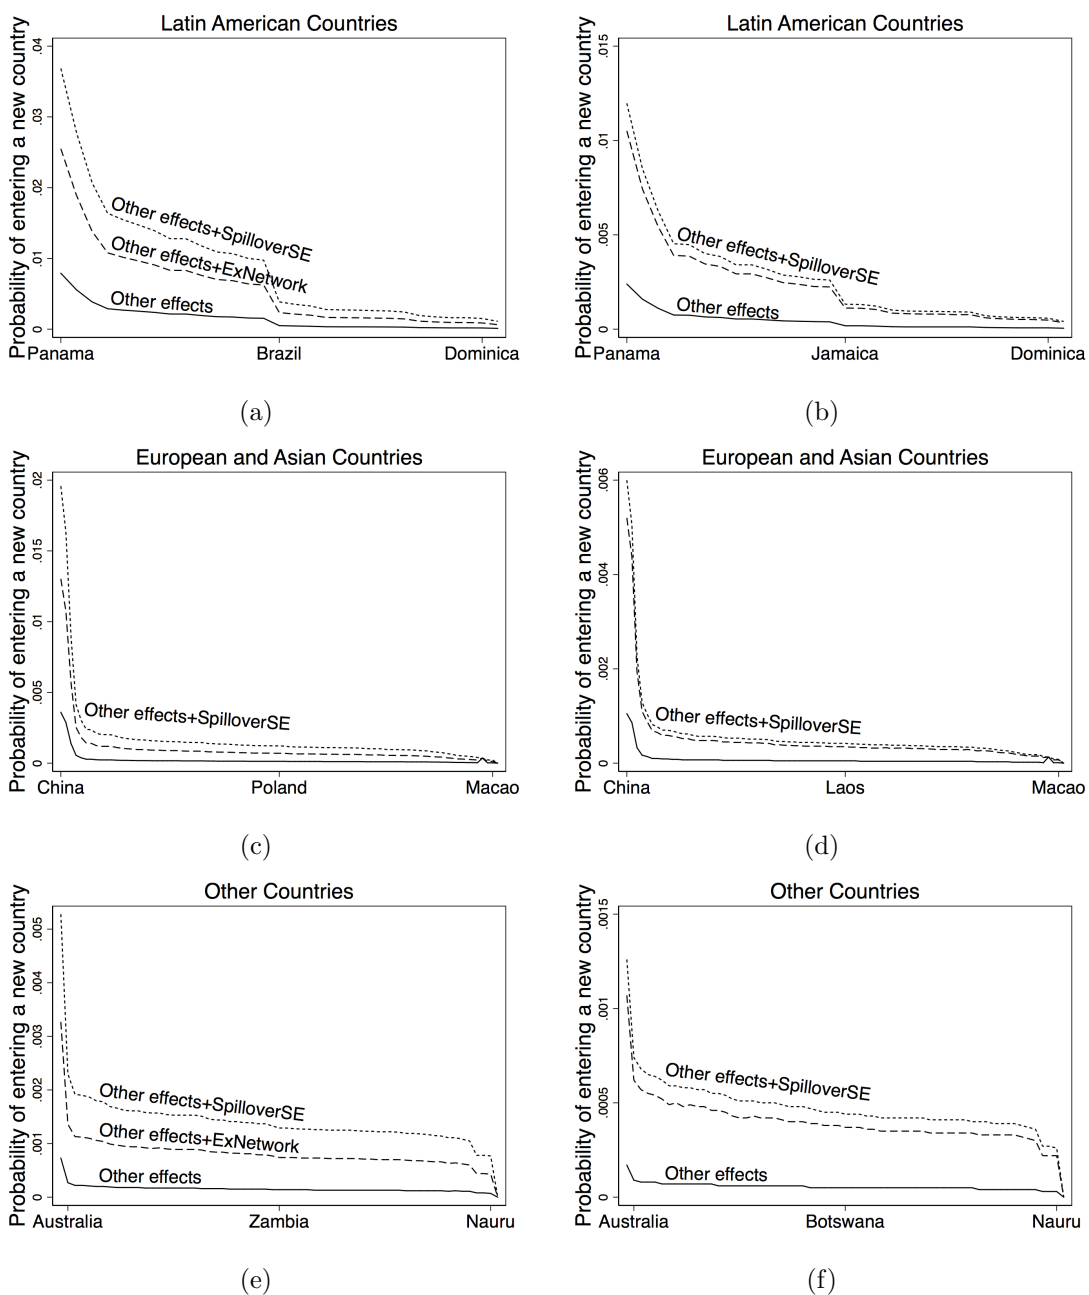 Latin American Countries
Probability of entering a new country
.04
.03
.02
.01
0
Other effects+SpilloverSE
Other effects+ExNetwork
Other effects
Panama Brazil Dominica
(a)
Latin American Countries
Probability of entering a new country
.015
.01
.005
0
Other effects+SpilloverSE
Other effects
Panama Jamaica Dominica
(b)
European and Asian Countries
Probability of entering a new country
.02
.015
.01
.005
0
Other effects+SpilloverSE
China Poland Macao
(c)
European and Asian Countries
Probability of entering a new country
.006
.004
.002
0
Other effects+SpilloverSE
China Laos Macao
(d)
Other Countries
Probability of entering a new country
.005
.004
.003
.002
.001
0
Other effects+SpilloverSE
Other effects+ExNetwork
Other effects
Australia Zambia Nauru
(e)
Other Countries
Probability of entering a new country
.0015
.001
.0005
0
Other effects+SpilloverSE
Other effects
Australia Botswana Nauru
(f)